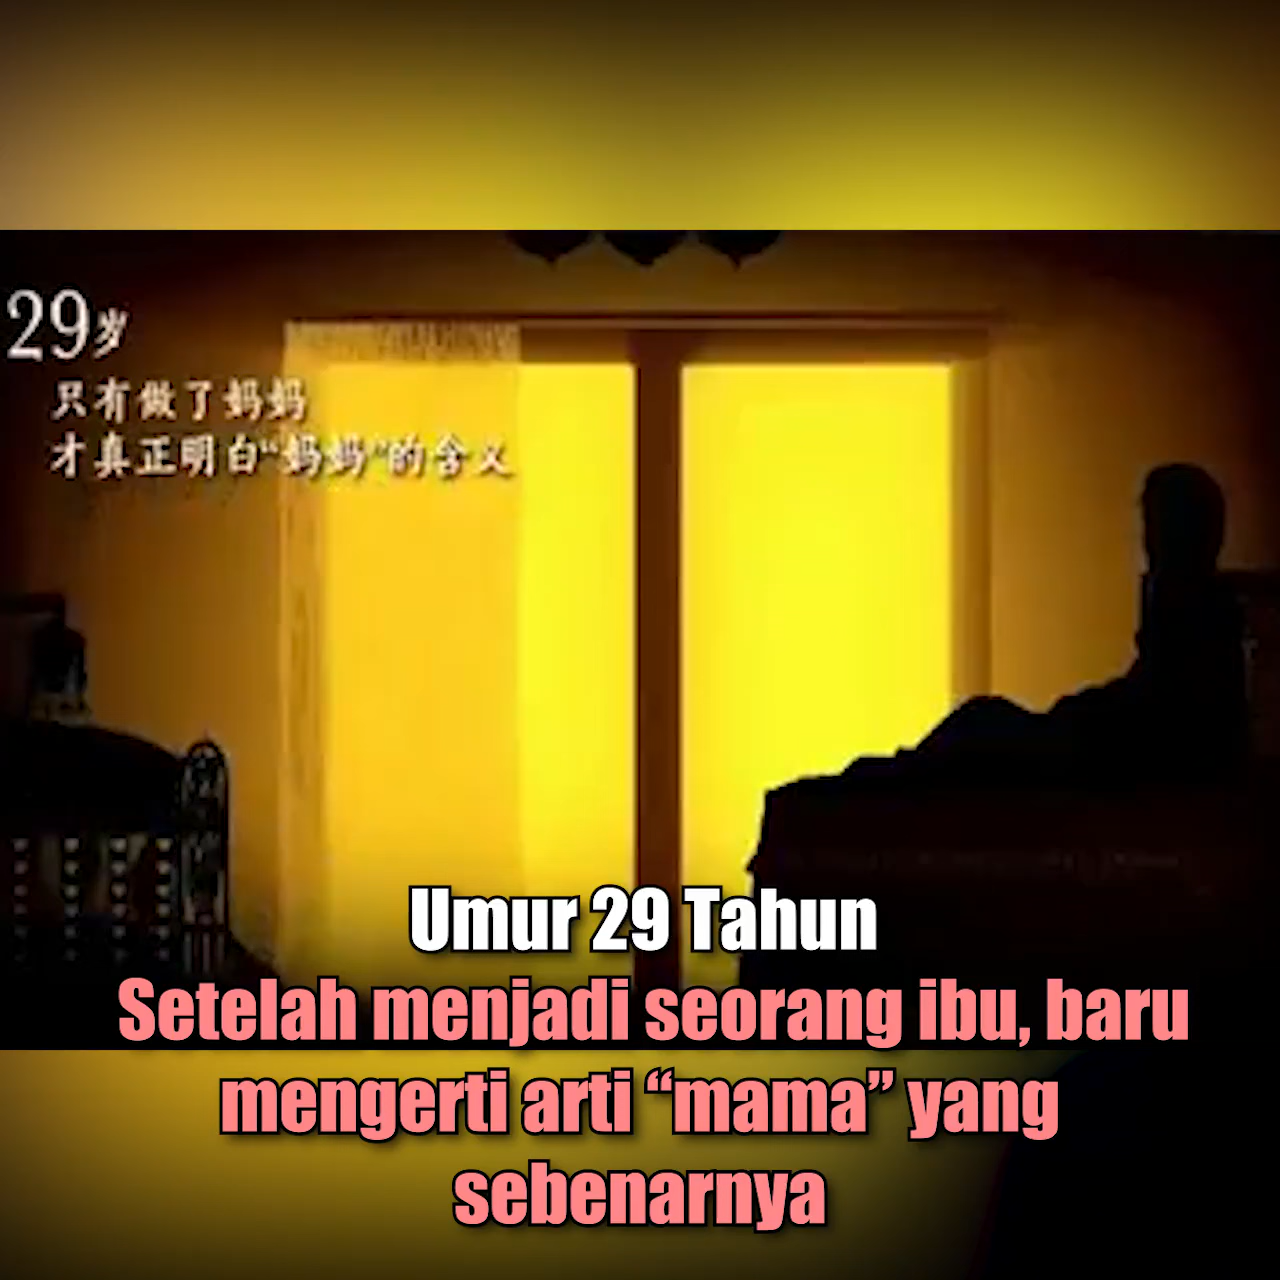 29岁
只有做了妈妈
才真正明白“妈妈”的含义
Umur 29 Tahun
Setelah menjadi seorang ibu, baru
mengerti arti “mama” yang
sebenarnya